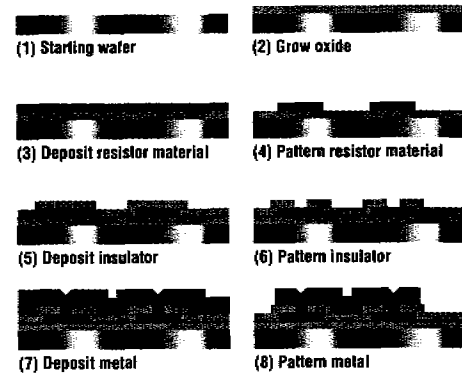 (1) Starting wafer
(2) Grow oxide
(3) Deposit resistor material
(4) Pattern resistor material
(5) Deposit insulator
(6) Pattern insulator
(7) Deposit metal
(8) Pattern metal